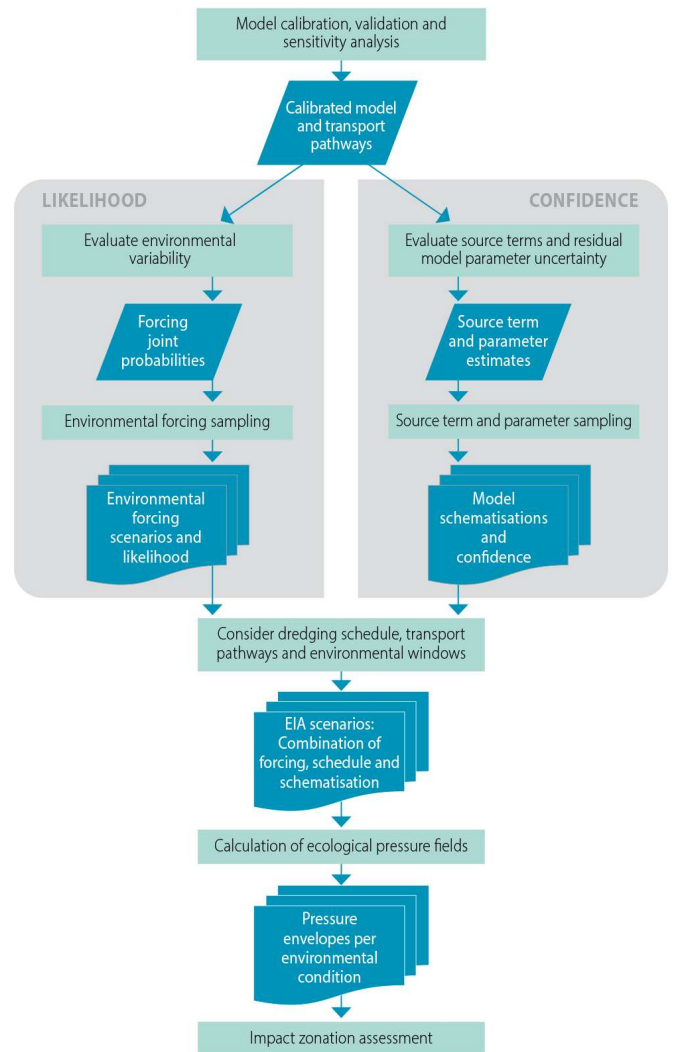 Model calibration, validation and
sensitivity analysis
Calibrated model
and transport
pathways
LIKELIHOOD
Evaluate environmental
variability
Forcing
joint
probabilities
Environmental forcing sampling
Environmental
forcing
scenarios and
likelihood
CONFIDENCE
Evaluate source terms and residual
model parameter uncertainty
Source term
and parameter
estimates
Source term and parameter sampling
Model
schematisations
and
confidence
Consider dredging schedule, transport
pathways and environmental windows
EIA scenarios:
Combination of
forcing, schedule and
schematisation
Calculation of ecological pressure fields
Pressure
envelopes per
environmental
condition
Impact zonation assessment